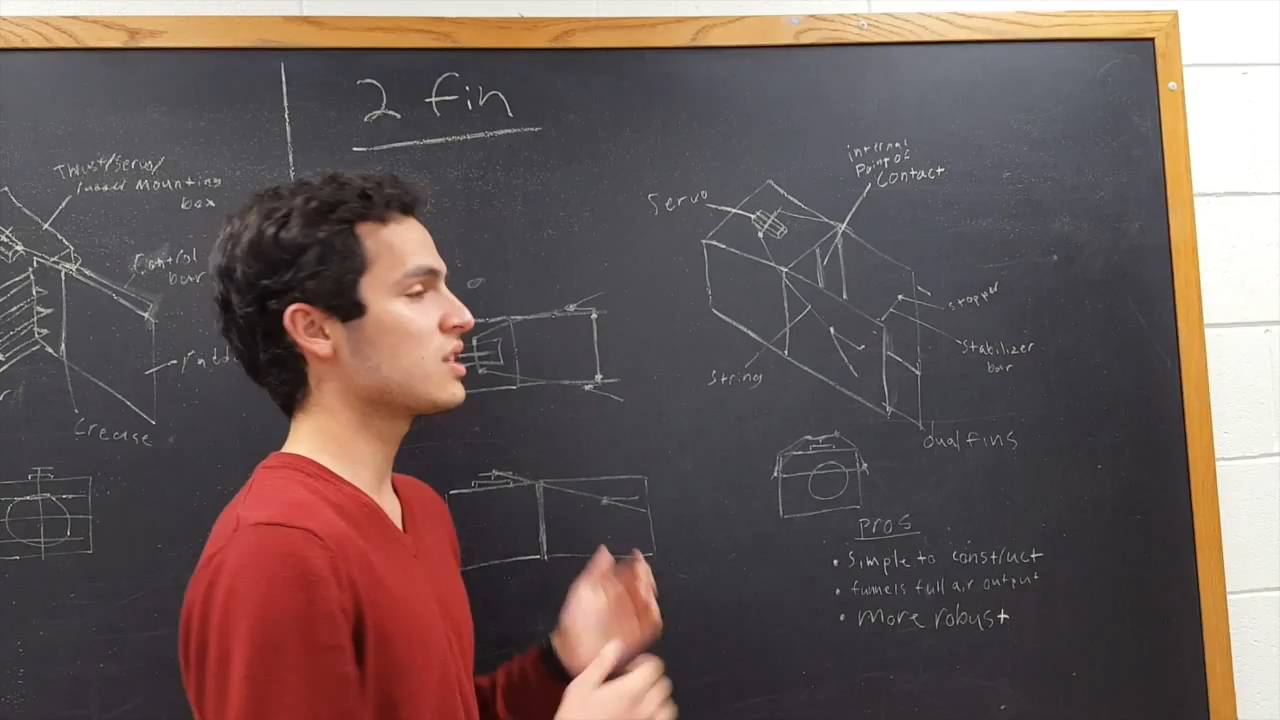 2 fin
Thrust/Servo/
mounting
box
Control
bar
Crease
Servo
internal
Point of
Contact
stopper
Stabilizer
bar
String
dual fins
Pros
• Simple to construct
• funnels full air output
• More robust